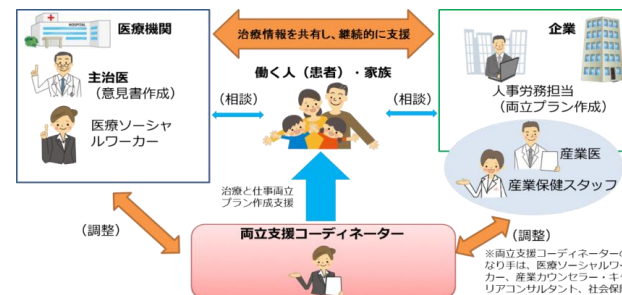 HOSPITAL
医療機関
主治医
（意見書作成）
医療ソーシャ
ルワーカー
治療情報を共有し、継続的に支援
働く人（患者）・家族
（相談）
（相談）
企業
人事労務担当
（両立プラン作成）
産業医
産業保健スタッフ
治療と仕事両立
プラン作成支援
（調整）
両立支援コーディネーター
（調整）
※両立支援コーディネーターの
なり手は、医療ソーシャルワー
カー、産業カウンセラー・キャ
リアコンサルタント、社会保険